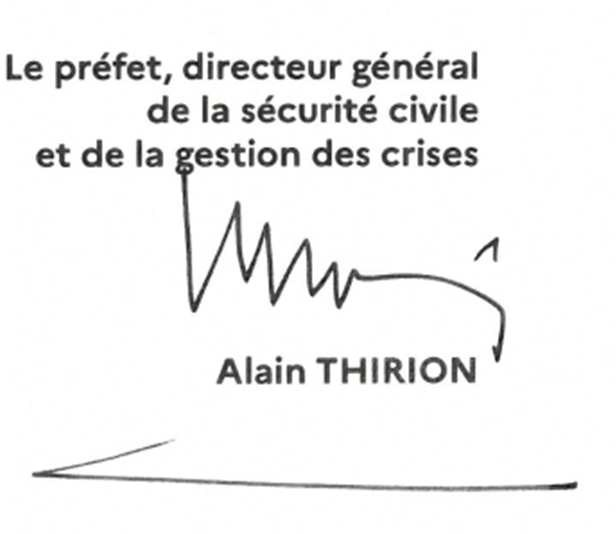 Le préfet, directeur général
de la sécurité civile
et de la gestion des crises
Alain THIRION